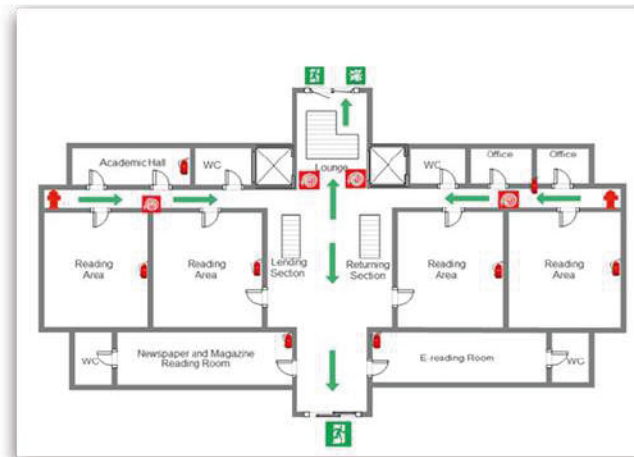 Academic Hall
WC
Lounge
WC
Office
Office
Reading
Area
Reading
Area
Lending
Section
Returning
Section
Reading
Area
Reading
Area
WC
Newspaper and Magazine
Reading Room
E-reading Room
WC